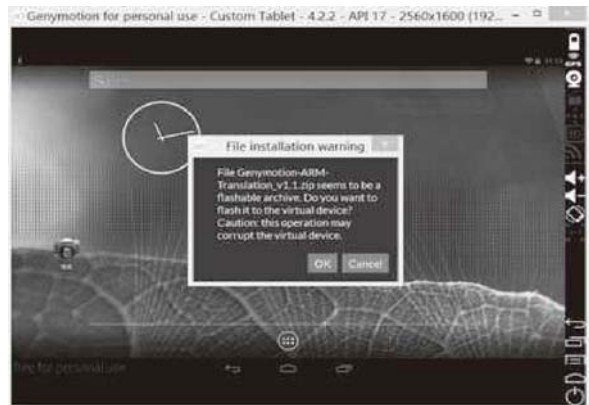 Genymotion for personal use - Custom Tablet - 4.2.2 - API 17 - 2560x1600 (192...
GPS
File installation warning
File Genymotion-ARM-
Translation_v1.1.zip seems to be a
flashable archive. Do you want to
flash it to the virtual device?
Caution: this operation may
corrupt the virtual device.
OK Cancel
free for personal use